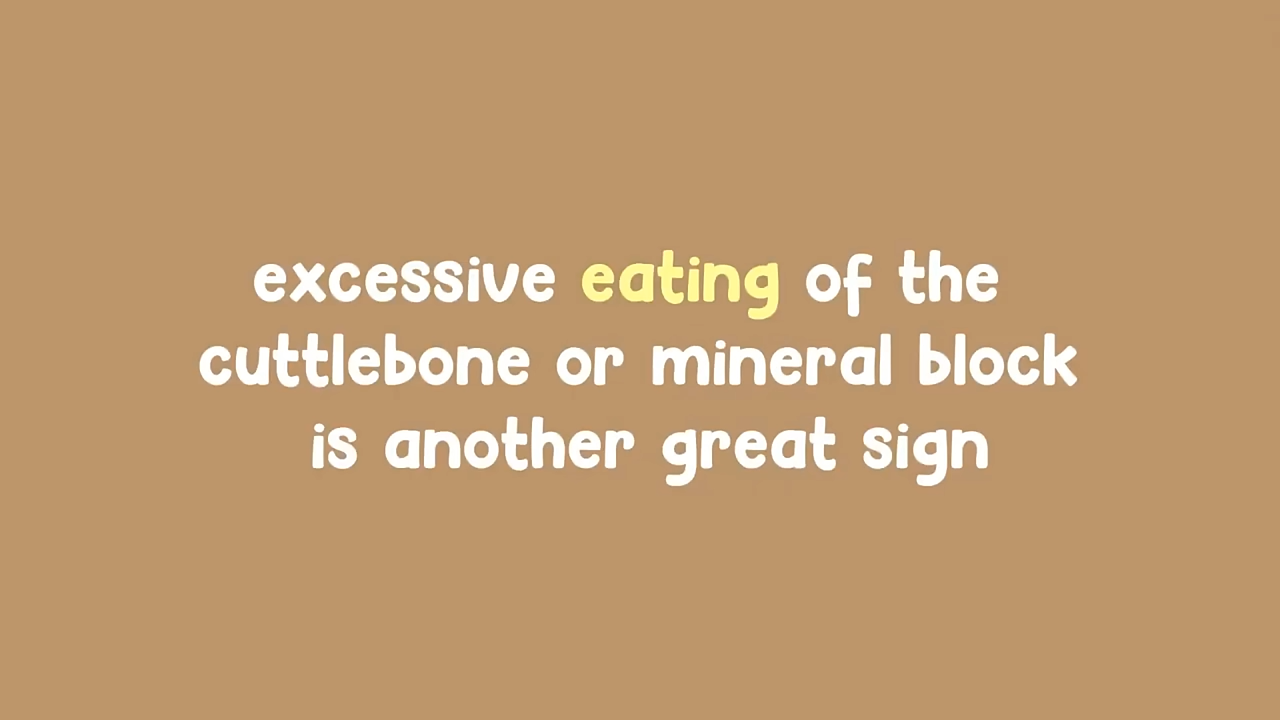 excessive eating of the
cuttlebone or mineral block
is another great sign